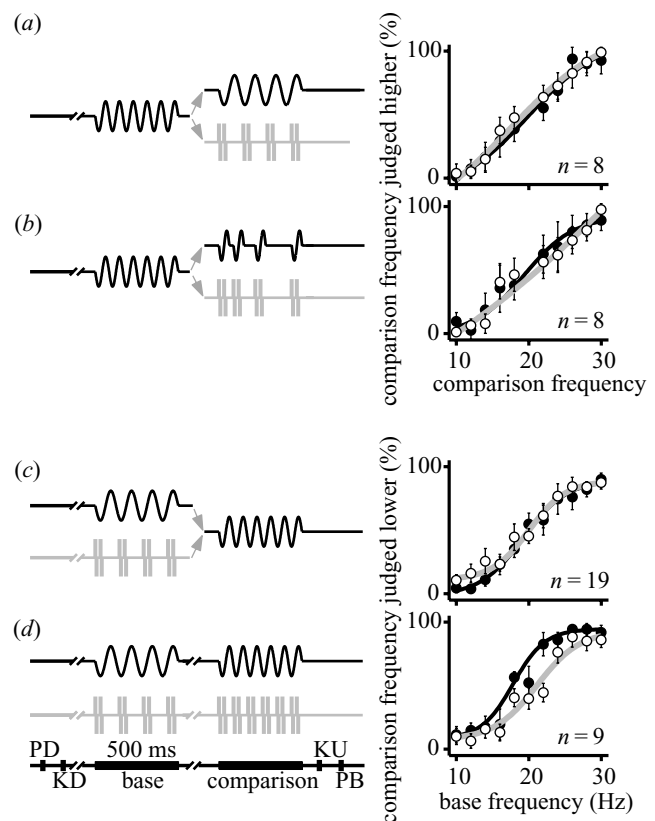 (a)
comparison frequency judged higher (%)
100
0
n = 8
(b)
100
0
n = 8
10 20 30
comparison frequency
(c)
comparison frequency judged lower (%)
100
0
n = 19
(d)
100
0
n = 9
10 20 30
base frequency (Hz)
PD
KD
500 ms
base
comparison
KU
PB